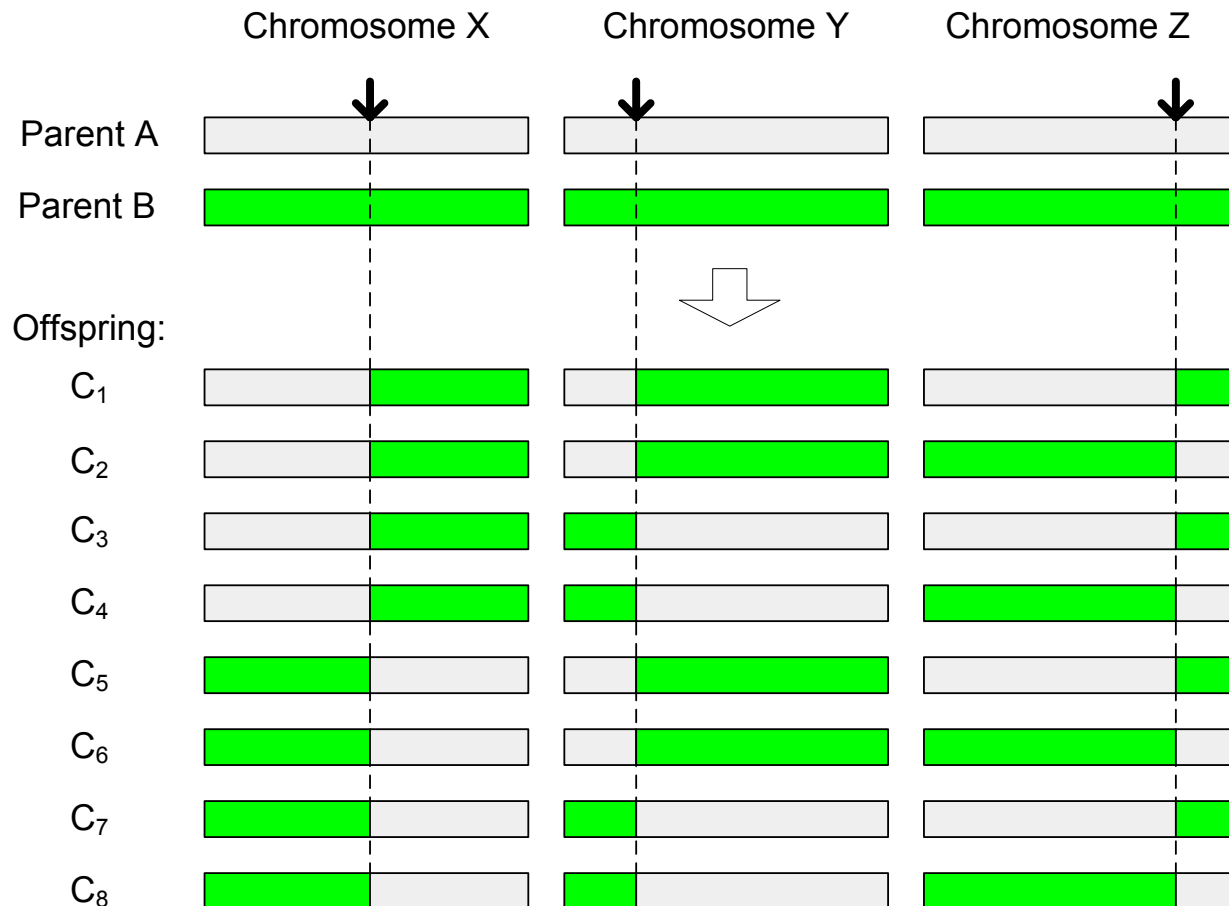 Chromosome X Chromosome Y Chromosome Z
Parent A
Parent B
Offspring:
C1
C2
C3
C4
C5
C6
C7
C8